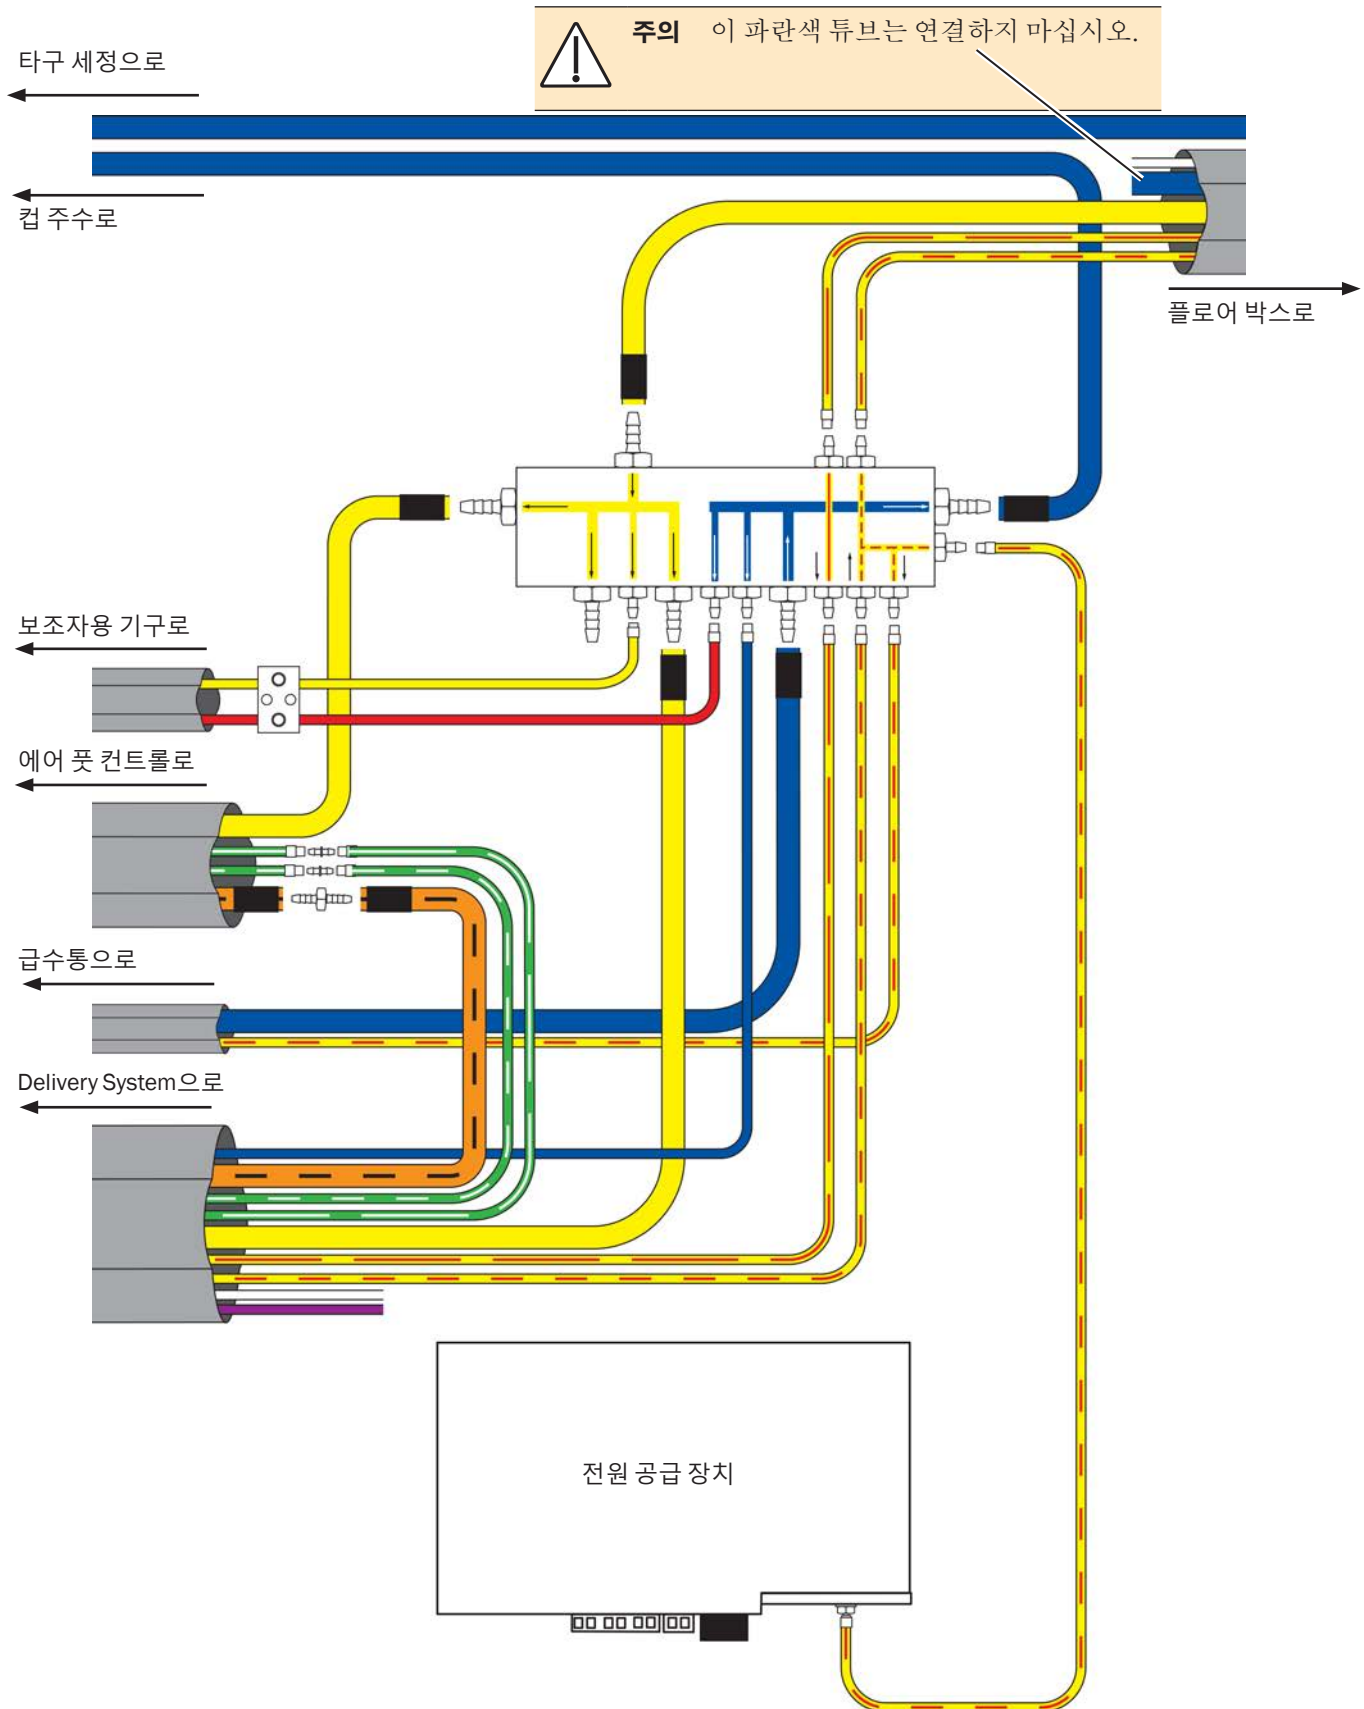 주의 이 파란색 튜브는 연결하지 마십시오.
타구 세정으로
컵 주수로
플로어 박스로
보조자용 기구로
에어 풋 컨트롤로
급수통으로
Delivery System으로
전원 공급 장치